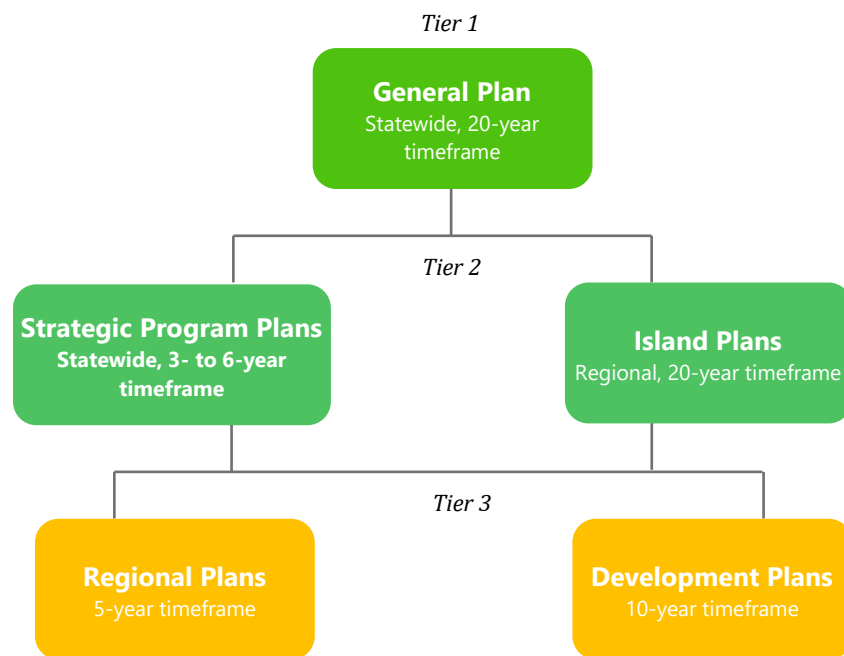 Tier 1
General Plan
Statewide, 20-year
timeframe
Tier 2
Strategic Program Plans
Statewide, 3- to 6-year
timeframe
Island Plans
Regional, 20-year timeframe
Tier 3
Regional Plans
5-year timeframe
Development Plans
10-year timeframe